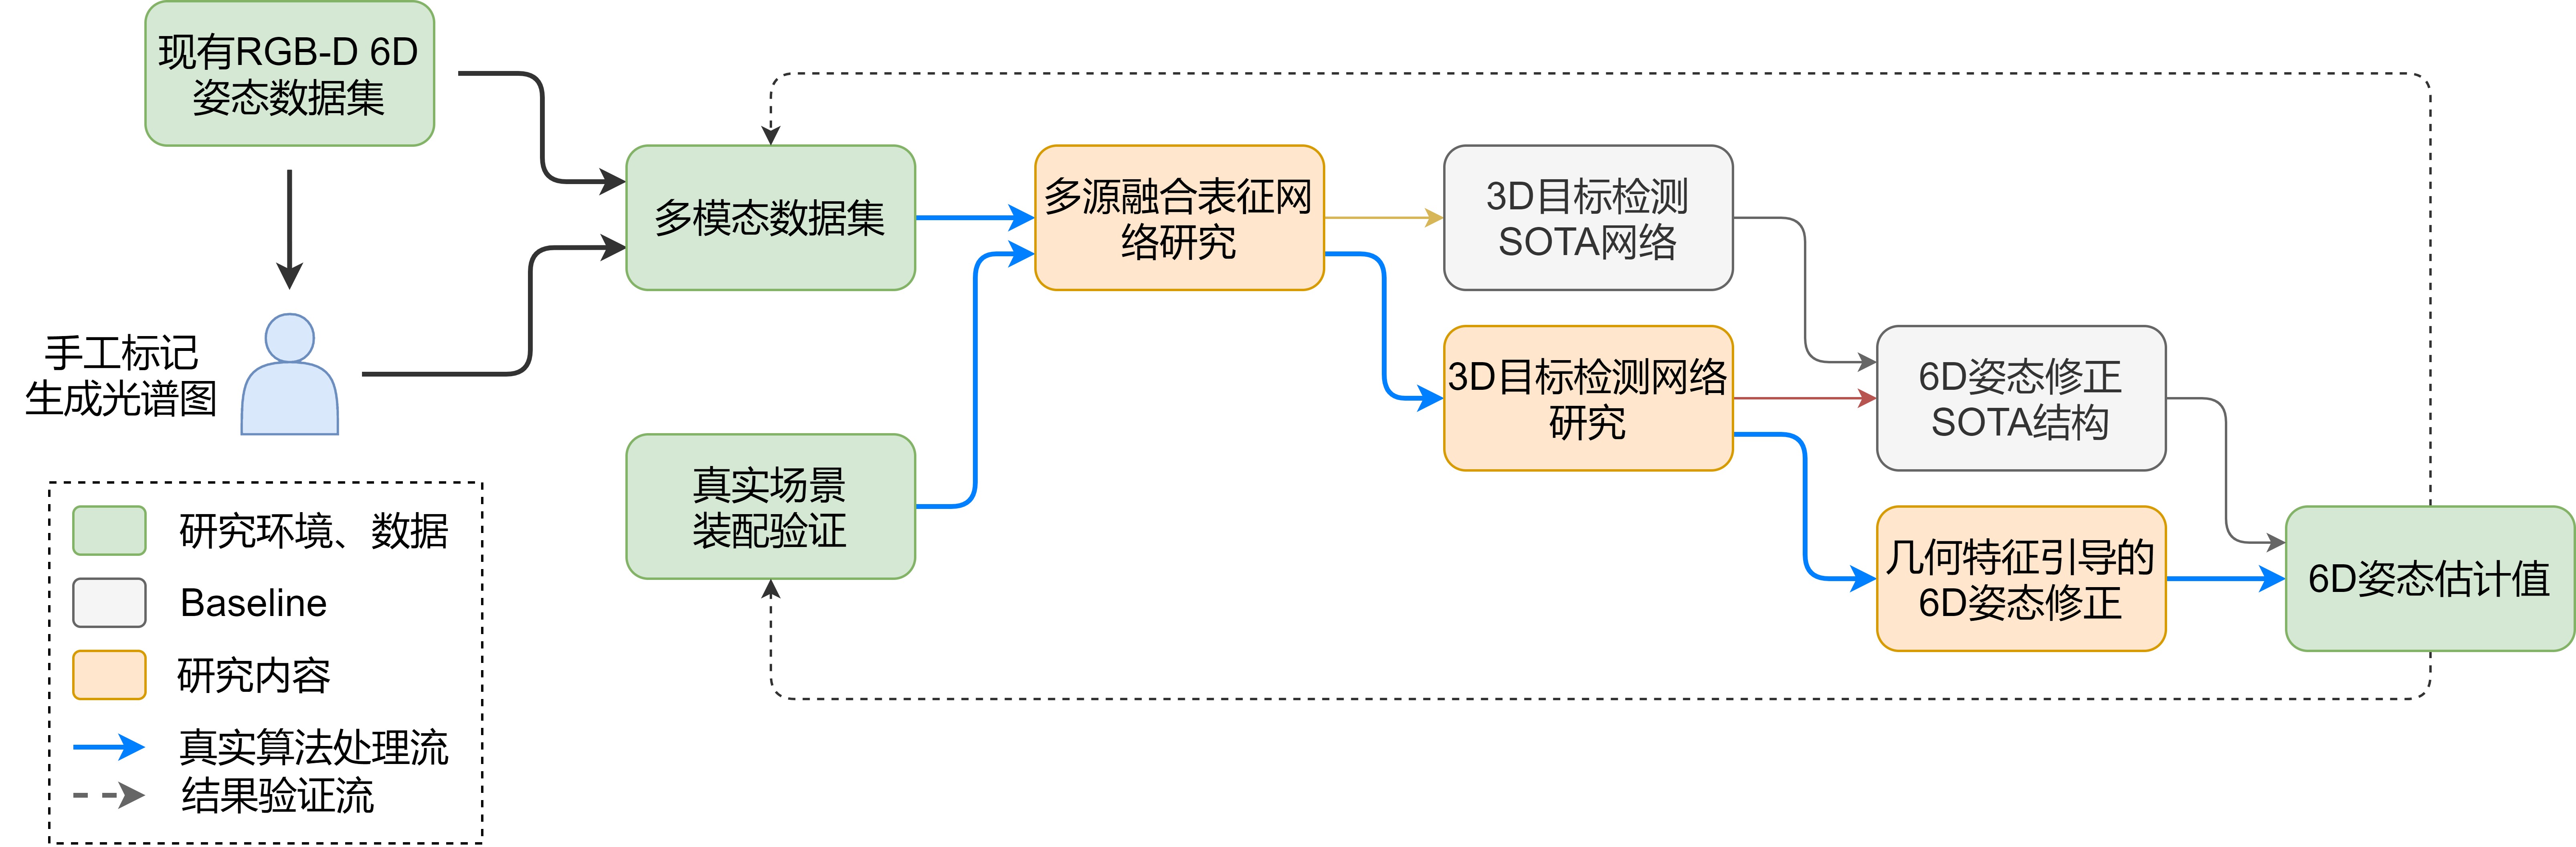 现有RGB-D 6D
姿态数据集
手工标记
生成光谱图
多模态数据集
真实场景
装配验证
多源融合表征网
络研究
3D目标检测
SOTA网络
3D目标检测网络
研究
6D姿态修正
SOTA结构
几何特征引导的
6D姿态修正
6D姿态估计值
研究环境、数据
Baseline
研究内容
真实算法处理流
结果验证流